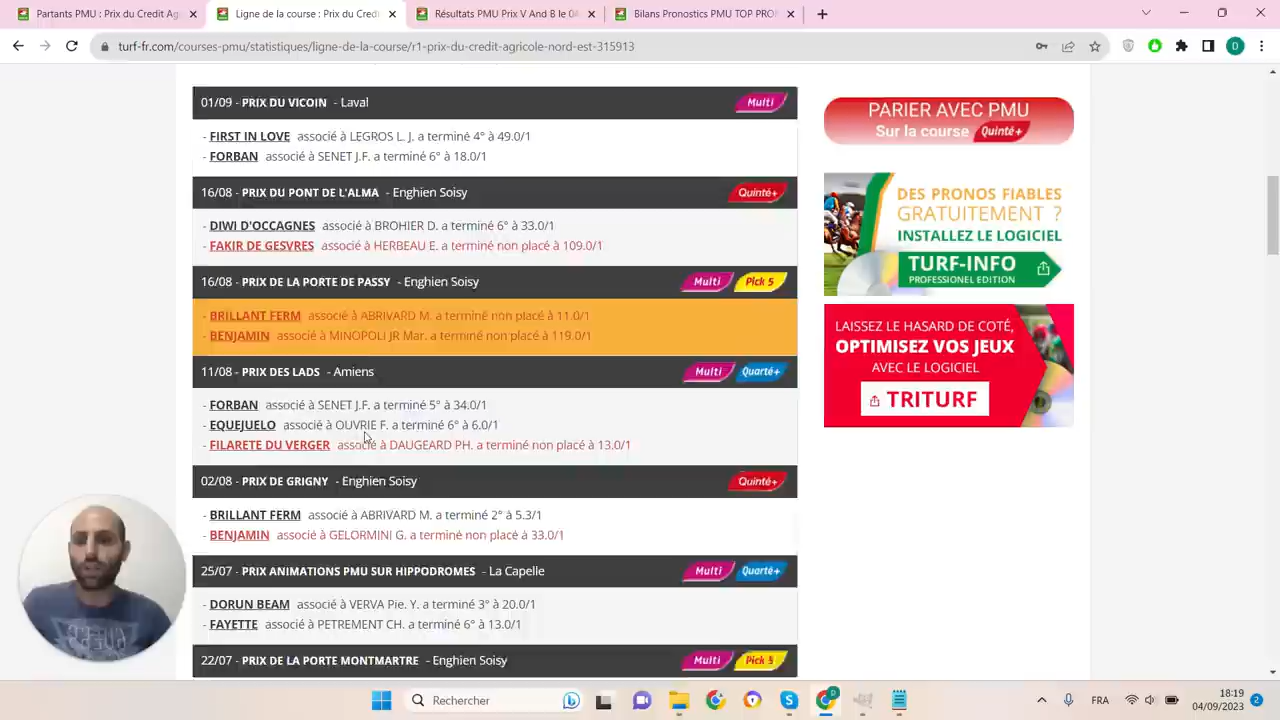 Partants PMU : Prix du Credit Ag
Ligne de la course : Prix du Cred
Résultats PMU Prix V And B le 0
Bilans Pronostics PMU TOP PRO
turf-fr.com/courses-pmu/statistiques/ligne-de-la-course/r1-prix-du-credit-agricole-nord-est-315913
01/09 - PRIX DU VICOIN - Laval
Multi
- FIRST IN LOVE associé à LEGROS L. J. a terminé 4° à 49.0/1
- FORBAN associé à SENET J.F. a terminé 6° à 18.0/1
16/08 - PRIX DU PONT DE L'ALMA - Enghien Soisy
Quinté+
- DIWI D'OCCAGNES associé à BROHIER D. a terminé 6° à 33.0/1
- FAKIR DE GESVRES associé à HERBEAU E. a terminé non placé à 109.0/1
16/08 - PRIX DE LA PORTE DE PASSY - Enghien Soisy
Multi Pick 5
- BRILLANT FERM associé à ABRIVARD M. a terminé non placé à 11.0/1
- BENJAMIN associé à MINOPOLI JR Mar. a terminé non placé à 119.0/1
11/08 - PRIX DES LADS - Amiens
Multi Quarté+
- FORBAN associé à SENET J.F. a terminé 5° à 34.0/1
- EQUEJUELO associé à OUVRIE F. a terminé 6° à 6.0/1
- FILARETE DU VERGER associé à DAUGEARD PH. a terminé non placé à 13.0/1
02/08 - PRIX DE GRIGNY - Enghien Soisy
Quinté+
- BRILLANT FERM associé à ABRIVARD M. a terminé 2° à 5.3/1
- BENJAMIN associé à GELORMINI G. a terminé non placé à 33.0/1
25/07 - PRIX ANIMATIONS PMU SUR HIPPODROMES - La Capelle
Multi Quarté+
- DORUN BEAM associé à VERVA Pie. Y. a terminé 3° à 20.0/1
- FAYETTE associé à PETREMENT CH. a terminé 6° à 13.0/1
22/07 - PRIX DE LA PORTE MONTMARTRE - Enghien Soisy
Multi Pick 5
PARIER AVEC PMU
Sur la course Quinté+
DES PRONOS FIABLES
GRATUITEMENT ?
INSTALLEZ LE LOGICIEL
TURF-INFO
PROFESSIONEL EDITION
LAISSEZ LE HASARD DE COTÉ,
OPTIMISEZ VOS JEUX
AVEC LE LOGICIEL
TRITURF
Rechercher
FRA
18:19
04/09/2023
2